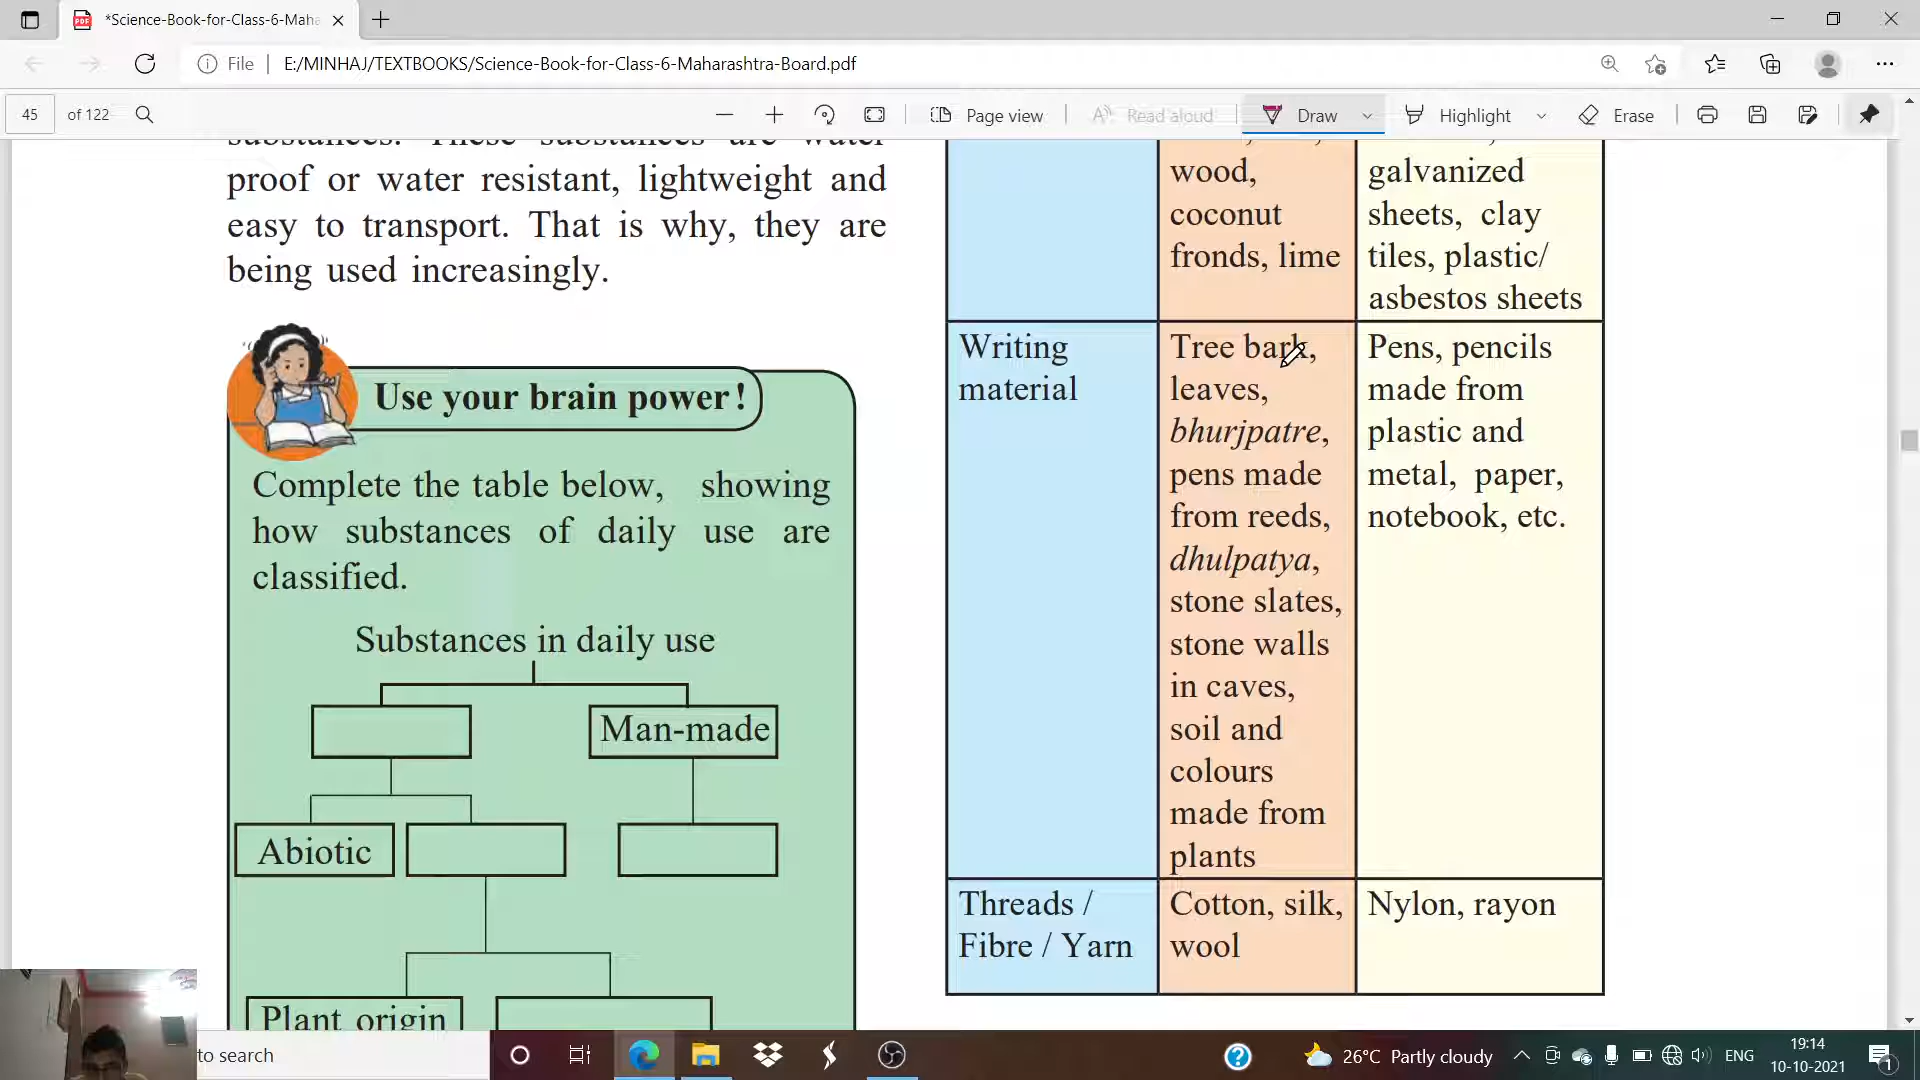 *Science-Book-for-Class-6-Maha
File
E:/MINHAJ/TEXTBOOKS/Science-Book-for-Class-6-Maharashtra-Board.pdf
45 of 122
Page view
Read aloud
Draw
Highlight
Erase
substances. These substances are water
proof or water resistant, lightweight and
easy to transport. That is why, they are
being used increasingly.
Use your brain power!
Complete the table below, showing
how substances of daily use are
classified.
Substances in daily use
Man-made
Abiotic
Plant origin
wood,
coconut
fronds, lime
galvanized
sheets, clay
tiles, plastic/
asbestos sheets
Writing
material
Tree bark,
leaves,
bhurjpatre,
pens made
from reeds,
dhulpatya,
stone slates,
stone walls
in caves,
soil and
colours
made from
plants
Pens, pencils
made from
plastic and
metal, paper,
notebook, etc.
Threads /
Fibre / Yarn
Cotton, silk,
wool
Nylon, rayon
to search
26°C Partly cloudy
ENG
19:14
10-10-2021
1